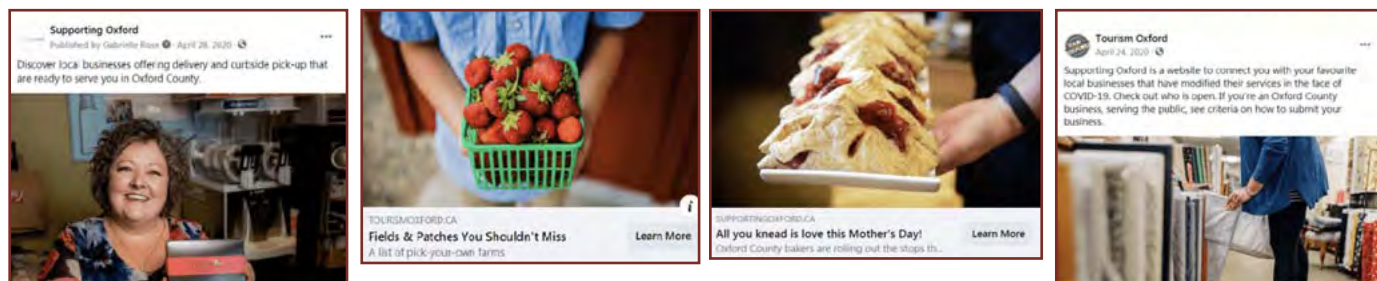 Supporting Oxford
Published by Gabrielle Ross · April 28, 2020 ·
Discover local businesses offering delivery and curbside pick-up that
are ready to serve you in Oxford County.
TOURISMOXFORD.CA
Fields & Patches You Shouldn't Miss
A list of pick-your-own farms
Learn More
SUPPORTINGOXFORD.CA
All you knead is love this Mother's Day!
Oxford County bakers are rolling out the stops th...
Learn More
Tourism Oxford
April 24, 2020 ·
Supporting Oxford is a website to connect you with your favourite
local businesses that have modified their services in the face of
COVID-19. Check out who is open. If you're an Oxford County
business, serving the public, see criteria on how to submit your
business.